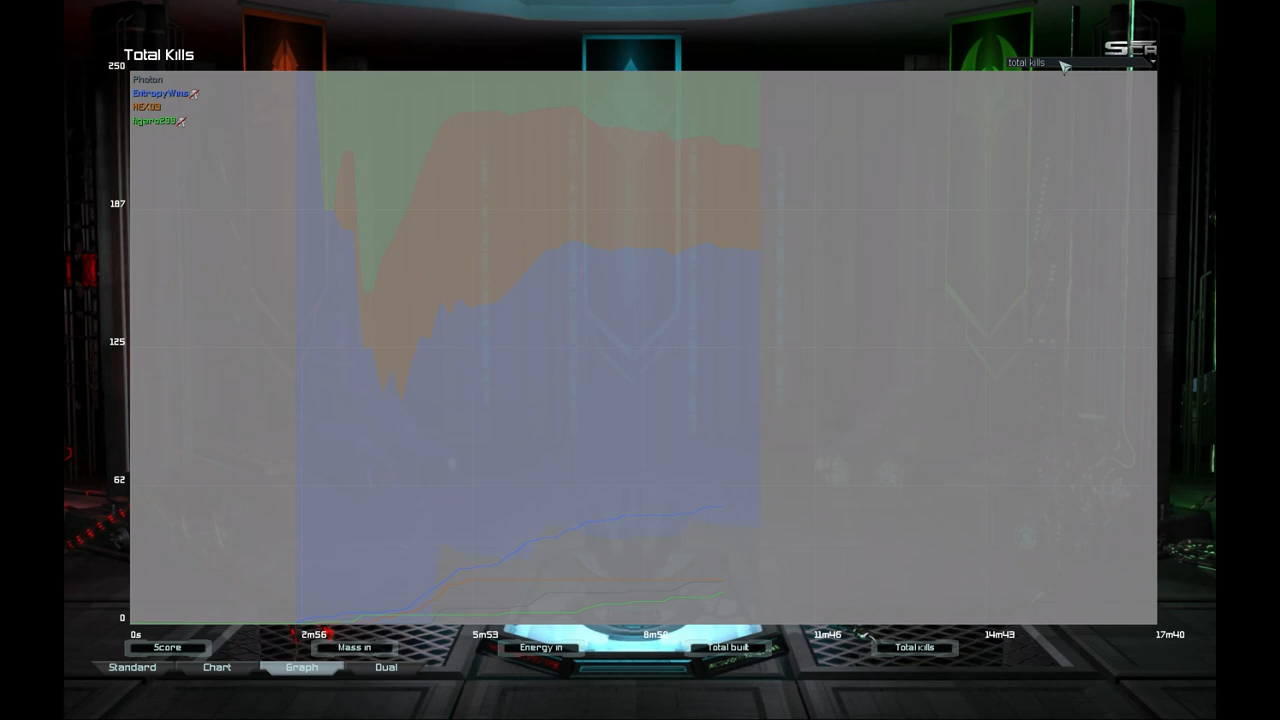 Total Kills
SCA
total kills
250
Photon
EntropyWins
187
125
62
0
0s 2m56 5m53 8m50 11m46 14m43 17m40
Score Mass in Energy in Total built Total kills
Standard Chart Graph Dual